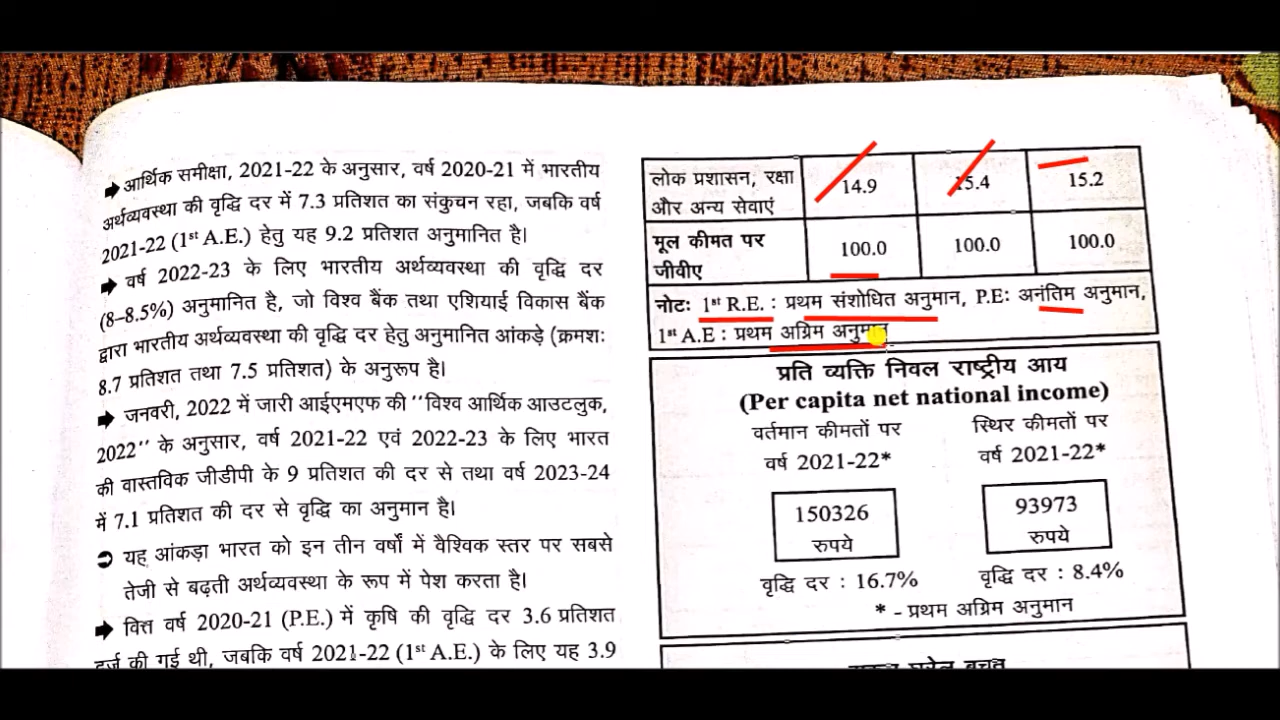 ➡ आर्थिक समीक्षा, 2021-22 के अनुसार, वर्ष 2020-21 में भारतीय
अर्थव्यवस्था की वृद्धि दर में 7.3 प्रतिशत का संकुचन रहा, जबकि वर्ष
2021-22 (1st A.E.) हेतु यह 9.2 प्रतिशत अनुमानित है।
➡ वर्ष 2022-23 के लिए भारतीय अर्थव्यवस्था की वृद्धि दर
(8–8.5%) अनुमानित है, जो विश्व बैंक तथा एशियाई विकास बैंक
द्वारा भारतीय अर्थव्यवस्था की वृद्धि दर हेतु अनुमानित आंकड़े (क्रमशः
8.7 प्रतिशत तथा 7.5 प्रतिशत) के अनुरूप है।
➡ जनवरी, 2022 में जारी आईएमएफ की ''विश्व आर्थिक आउटलुक,
2022'' के अनुसार, वर्ष 2021-22 एवं 2022-23 के लिए भारत
की वास्तविक जीडीपी के 9 प्रतिशत की दर से तथा वर्ष 2023-24
में 7.1 प्रतिशत की दर से वृद्धि का अनुमान है।
यह आंकड़ा भारत को इन तीन वर्षों में वैश्विक स्तर पर सबसे
तेजी से बढ़ती अर्थव्यवस्था के रूप में पेश करता है।
➡ वित्त वर्ष 2020-21 (P.E.) में कृषि की वृद्धि दर 3.6 प्रतिशत
दर्ज की गई थी, जबकि वर्ष 2021-22 (1st A.E.) के लिए यह 3.9
लोक प्रशासन, रक्षा
और अन्य सेवाएं 14.9 15.4 15.2
मूल कीमत पर
जीवीए 100.0 100.0 100.0
नोटः 1st R.E. : प्रथम संशोधित अनुमान, P.E: अनंतिम अनुमान,
1st A.E : प्रथम अग्रिम अनुमान
प्रति व्यक्ति निवल राष्ट्रीय आय
(Per capita net national income)
वर्तमान कीमतों पर
वर्ष 2021-22*
150326
रुपये
वृद्धि दर : 16.7%
स्थिर कीमतों पर
वर्ष 2021-22*
93973
रुपये
वृद्धि दर : 8.4%
* - प्रथम अग्रिम अनुमान